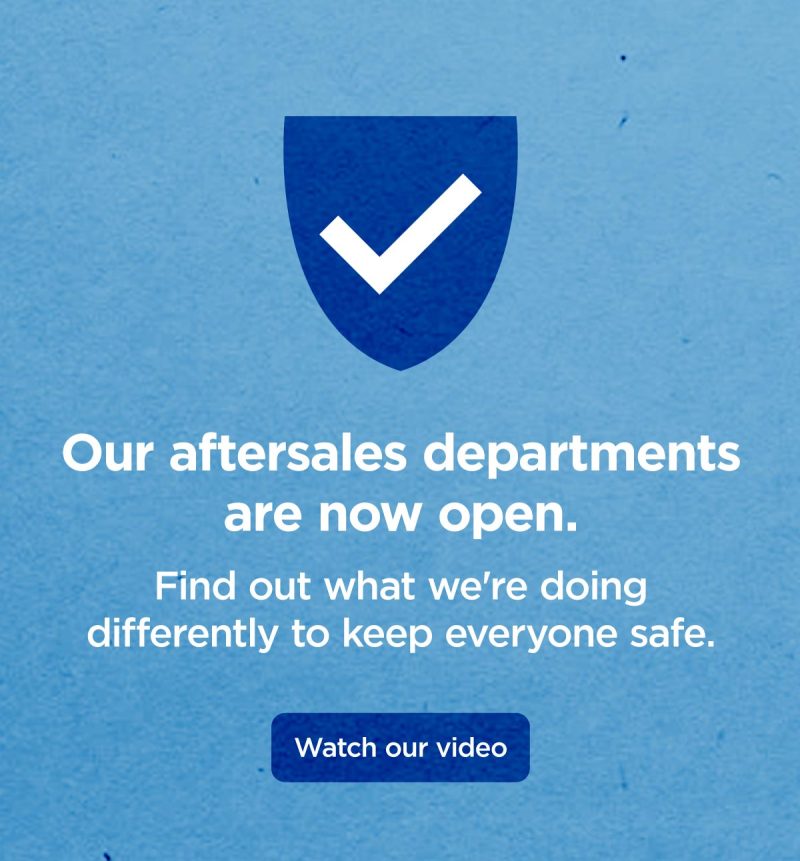 Our aftersales departments
are now open.
Find out what we're doing
differently to keep everyone safe.
Watch our video